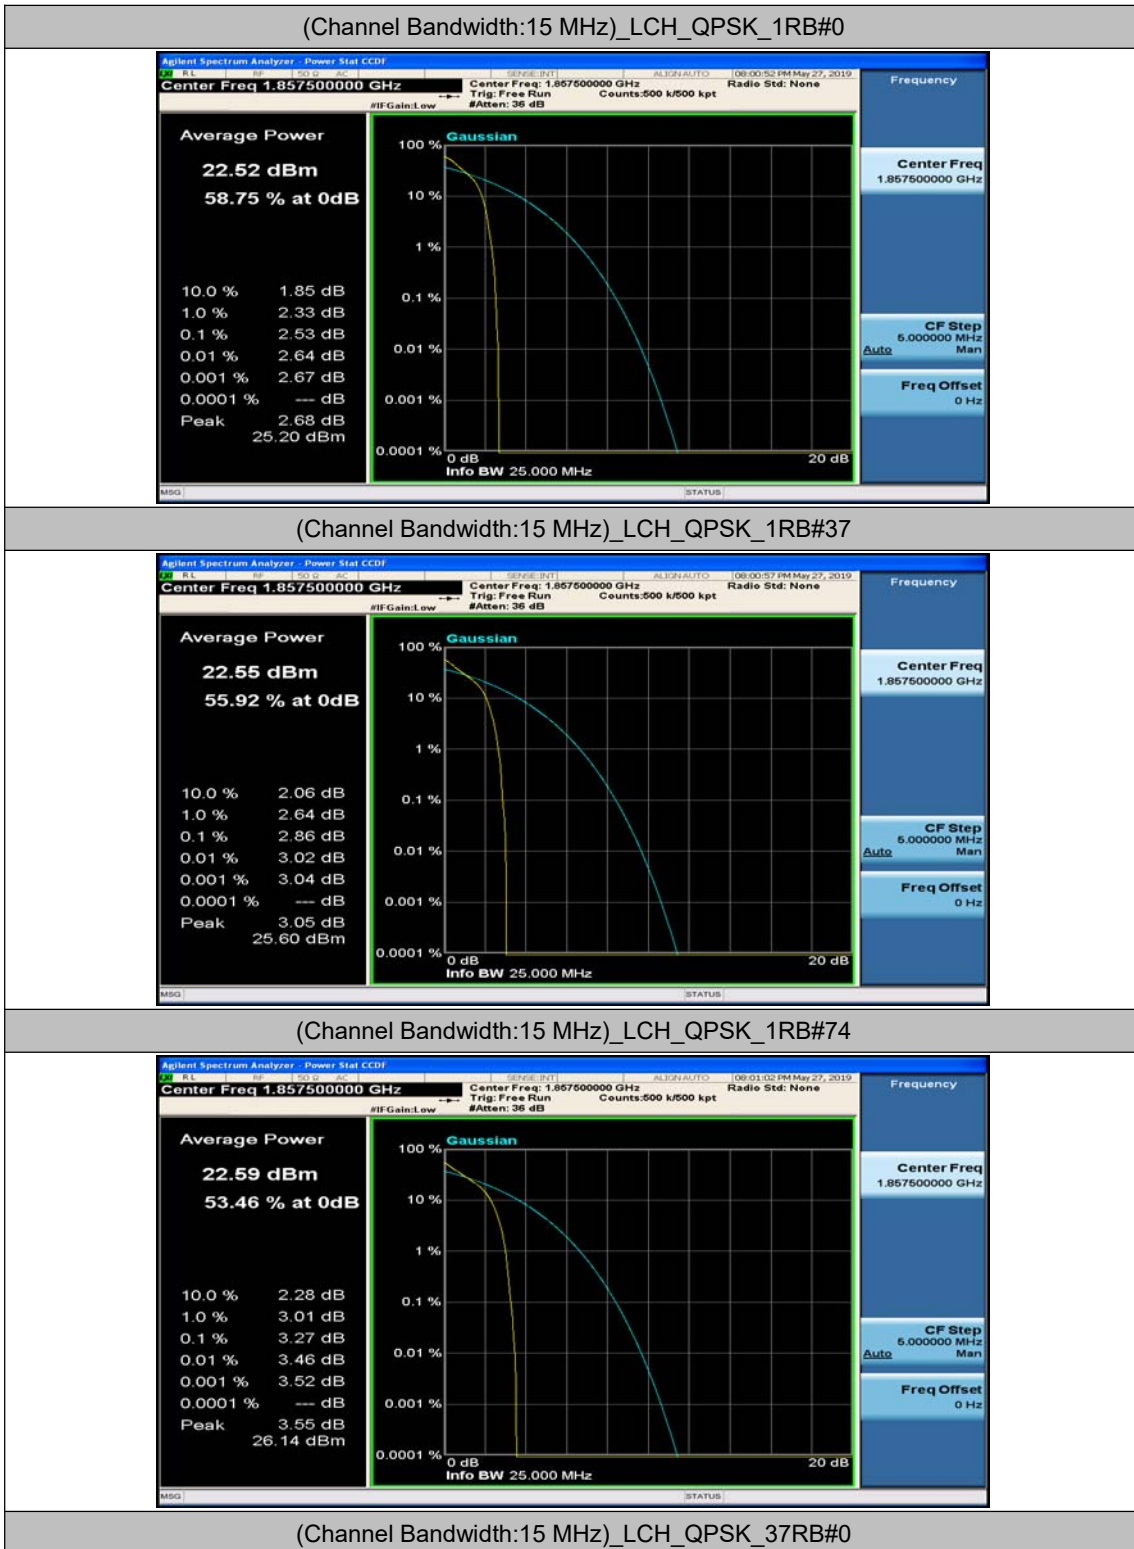 (Channel Bandwidth:15 MHz)_LCH_QPSK_1RB#0
Agilent Spectrum Analyzer - Power Stat CCDF
RL RF 50 Ω AC SENSE:INT ALIGN AUTO 08:00:52 PM May 27, 2019
Center Freq 1.857500000 GHz Center Freq: 1.857500000 GHz Radio Std: None
Trig: Free Run Counts:500 k/500 kpt
#IFGain:Low #Atten: 36 dB
Frequency
Average Power
22.52 dBm
58.75 % at 0dB
10.0 % 1.85 dB
1.0 % 2.33 dB
0.1 % 2.53 dB
0.01 % 2.64 dB
0.001 % 2.67 dB
0.0001 % --- dB
Peak 2.68 dB
25.20 dBm
Gaussian
100 %
10 %
1 %
0.1 %
0.01 %
0.001 %
0.0001 %
0 dB 20 dB
Info BW 25.000 MHz
Center Freq
1.857500000 GHz
CF Step
5.000000 MHz
Auto Man
Freq Offset
0 Hz
MSG STATUS
(Channel Bandwidth:15 MHz)_LCH_QPSK_1RB#37
Agilent Spectrum Analyzer - Power Stat CCDF
RL RF 50 Ω AC SENSE:INT ALIGN AUTO 08:00:57 PM May 27, 2019
Center Freq 1.857500000 GHz Center Freq: 1.857500000 GHz Radio Std: None
Trig: Free Run Counts:500 k/500 kpt
#IFGain:Low #Atten: 36 dB
Frequency
Average Power
22.55 dBm
55.92 % at 0dB
10.0 % 2.06 dB
1.0 % 2.64 dB
0.1 % 2.86 dB
0.01 % 3.02 dB
0.001 % 3.04 dB
0.0001 % --- dB
Peak 3.05 dB
25.60 dBm
Gaussian
100 %
10 %
1 %
0.1 %
0.01 %
0.001 %
0.0001 %
0 dB 20 dB
Info BW 25.000 MHz
Center Freq
1.857500000 GHz
CF Step
5.000000 MHz
Auto Man
Freq Offset
0 Hz
MSG STATUS
(Channel Bandwidth:15 MHz)_LCH_QPSK_1RB#74
Agilent Spectrum Analyzer - Power Stat CCDF
RL RF 50 Ω AC SENSE:INT ALIGN AUTO 08:01:02 PM May 27, 2019
Center Freq 1.857500000 GHz Center Freq: 1.857500000 GHz Radio Std: None
Trig: Free Run Counts:500 k/500 kpt
#IFGain:Low #Atten: 36 dB
Frequency
Average Power
22.59 dBm
53.46 % at 0dB
10.0 % 2.28 dB
1.0 % 3.01 dB
0.1 % 3.27 dB
0.01 % 3.46 dB
0.001 % 3.52 dB
0.0001 % --- dB
Peak 3.55 dB
26.14 dBm
Gaussian
100 %
10 %
1 %
0.1 %
0.01 %
0.001 %
0.0001 %
0 dB 20 dB
Info BW 25.000 MHz
Center Freq
1.857500000 GHz
CF Step
5.000000 MHz
Auto Man
Freq Offset
0 Hz
MSG STATUS
(Channel Bandwidth:15 MHz)_LCH_QPSK_37RB#0